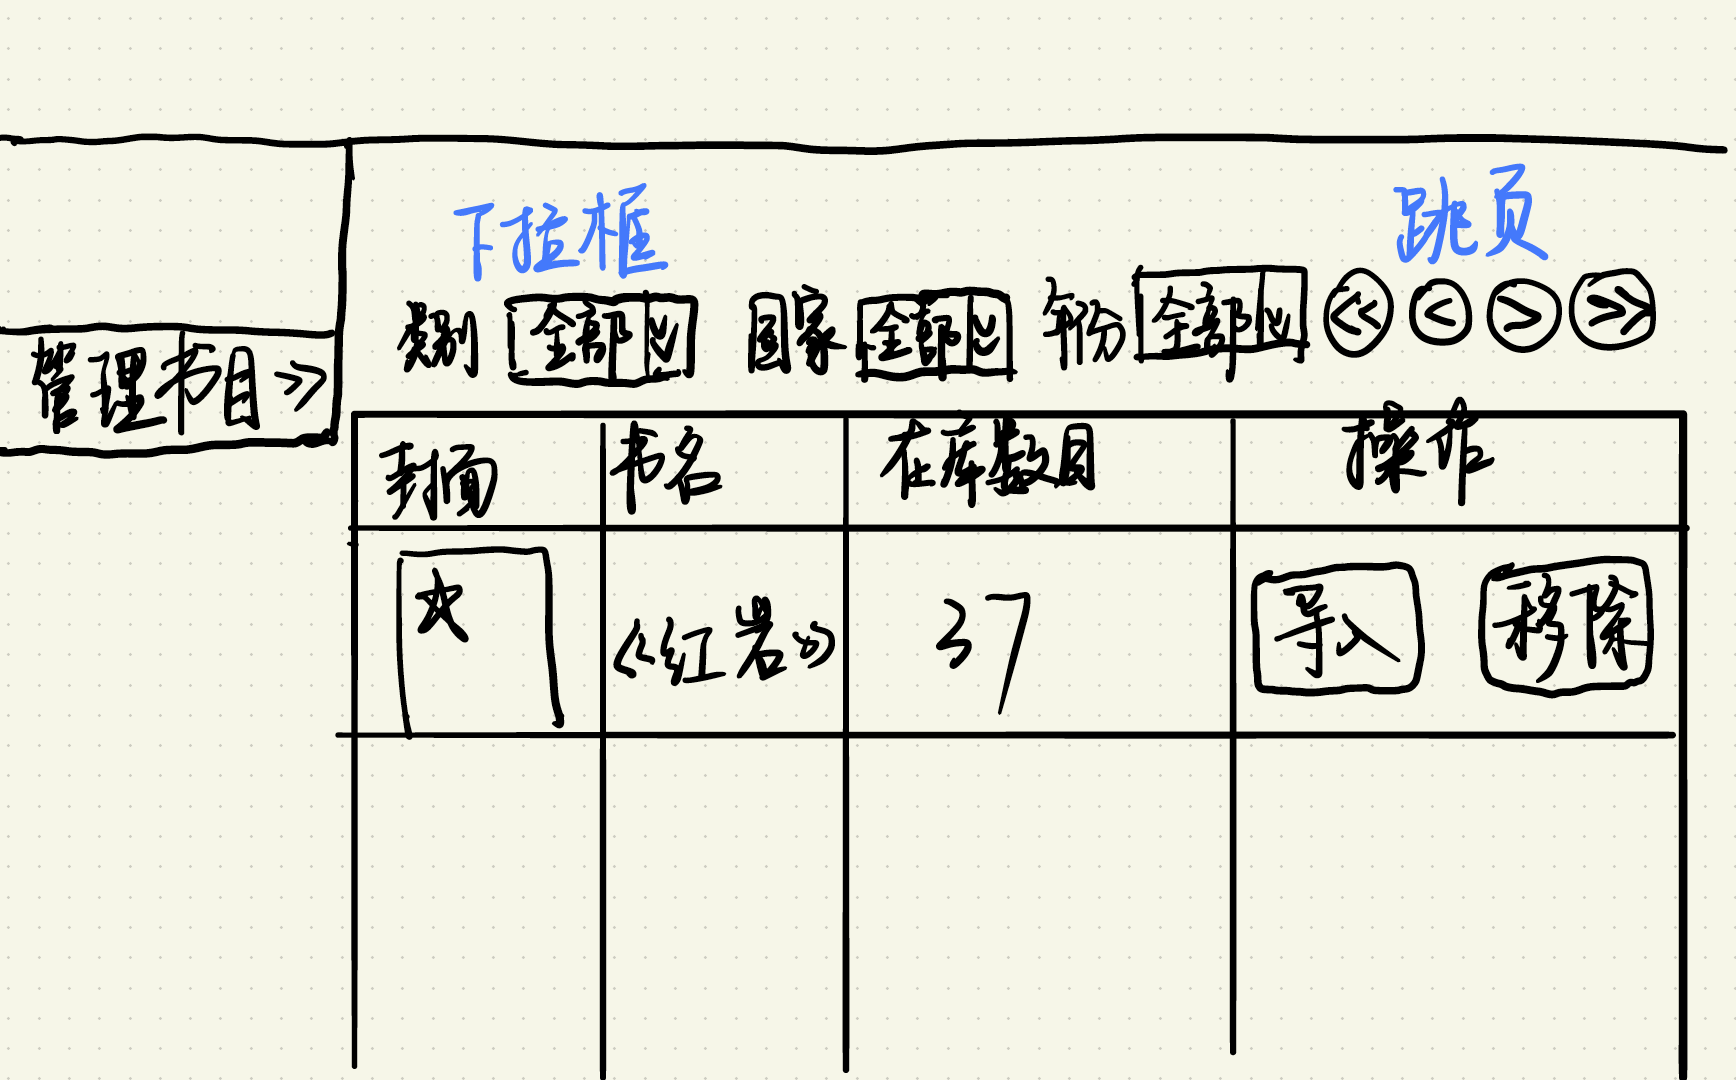 下拉框 跳页
类别 全部 国家 全部 年份 全部 << < > >>
管理书目 >>
封面 书名 在库数目 操作
《红岩》 37 导入 移除